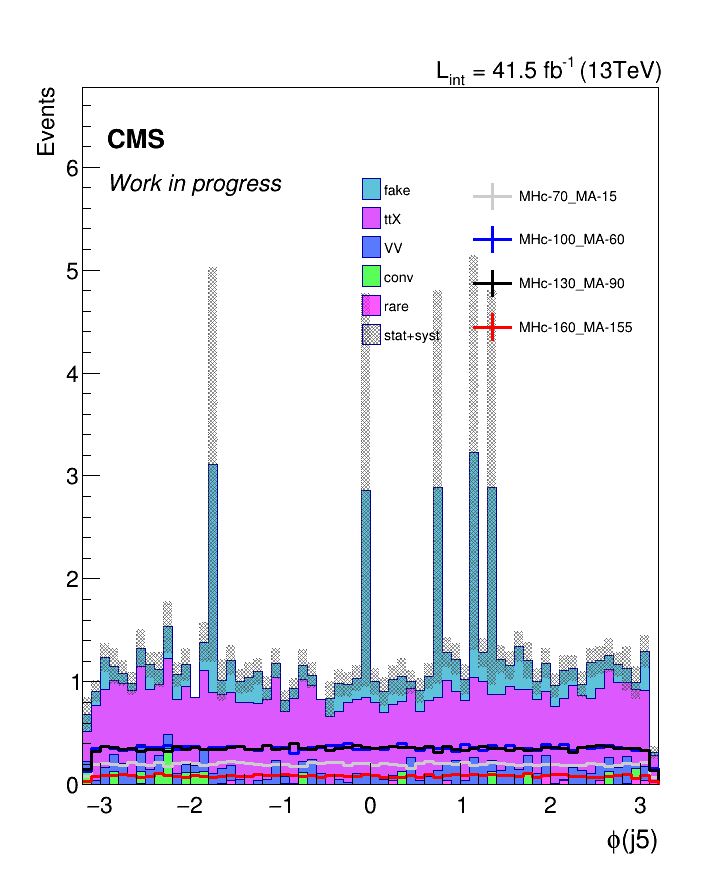 L_int = 41.5 fb^-1 (13TeV)
Events
CMS
Work in progress
fake
ttX
VV
conv
rare
stat+syst
MHc-70_MA-15
MHc-100_MA-60
MHc-130_MA-90
MHc-160_MA-155
6
5
4
3
2
1
0
−3 −2 −1 0 1 2 3
ϕ(j5)